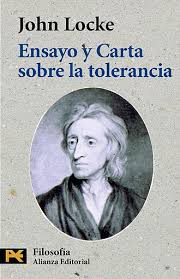 John Locke
Ensayo y Carta
sobre la tolerancia
Filosofía
Alianza Editorial